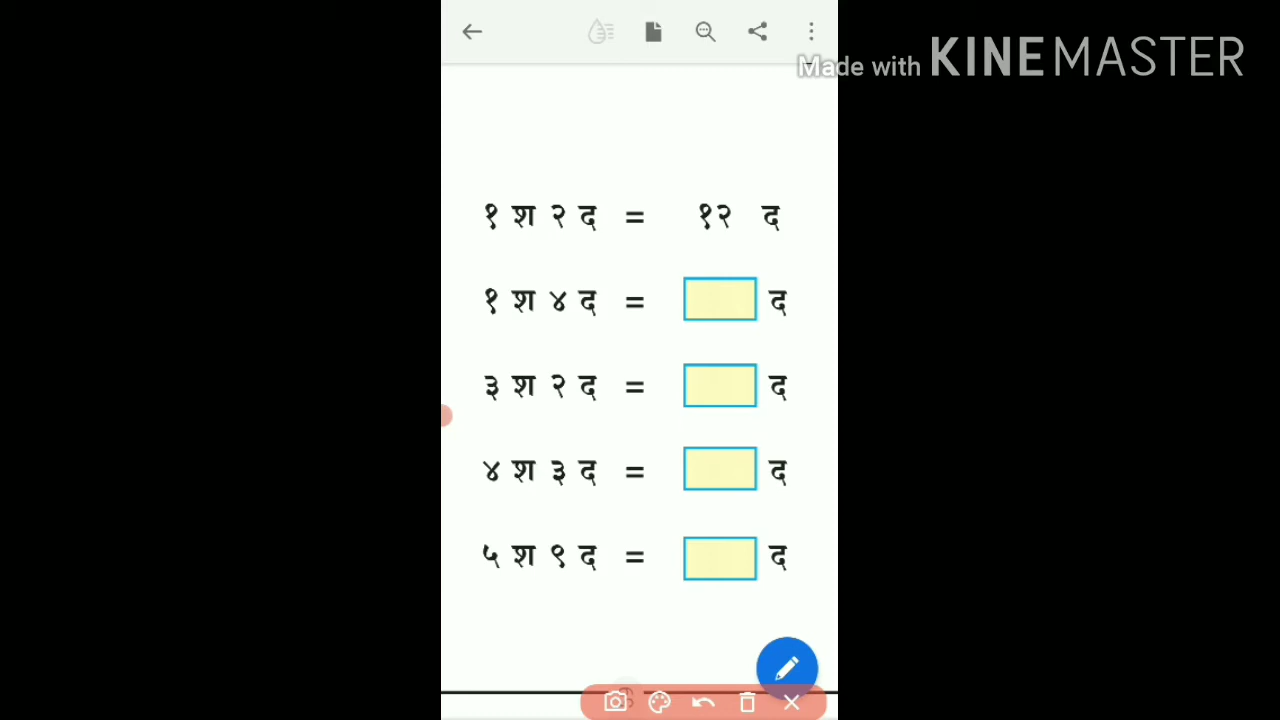 Made with KINEMASTER
१ श २ द = १२ द
१ श ४ द = द
३ श २ द = द
४ श ३ द = द
५ श ९ द = द